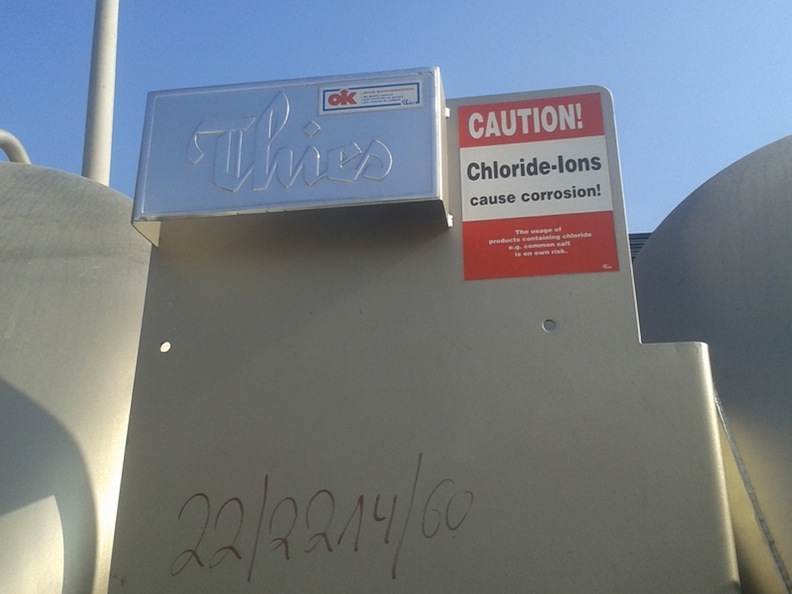 Thies
OK
CAUTION!
Chloride-Ions
cause corrosion!
The usage of
products containing chloride
e.g. common salt
is on own risk.
22/2214/60